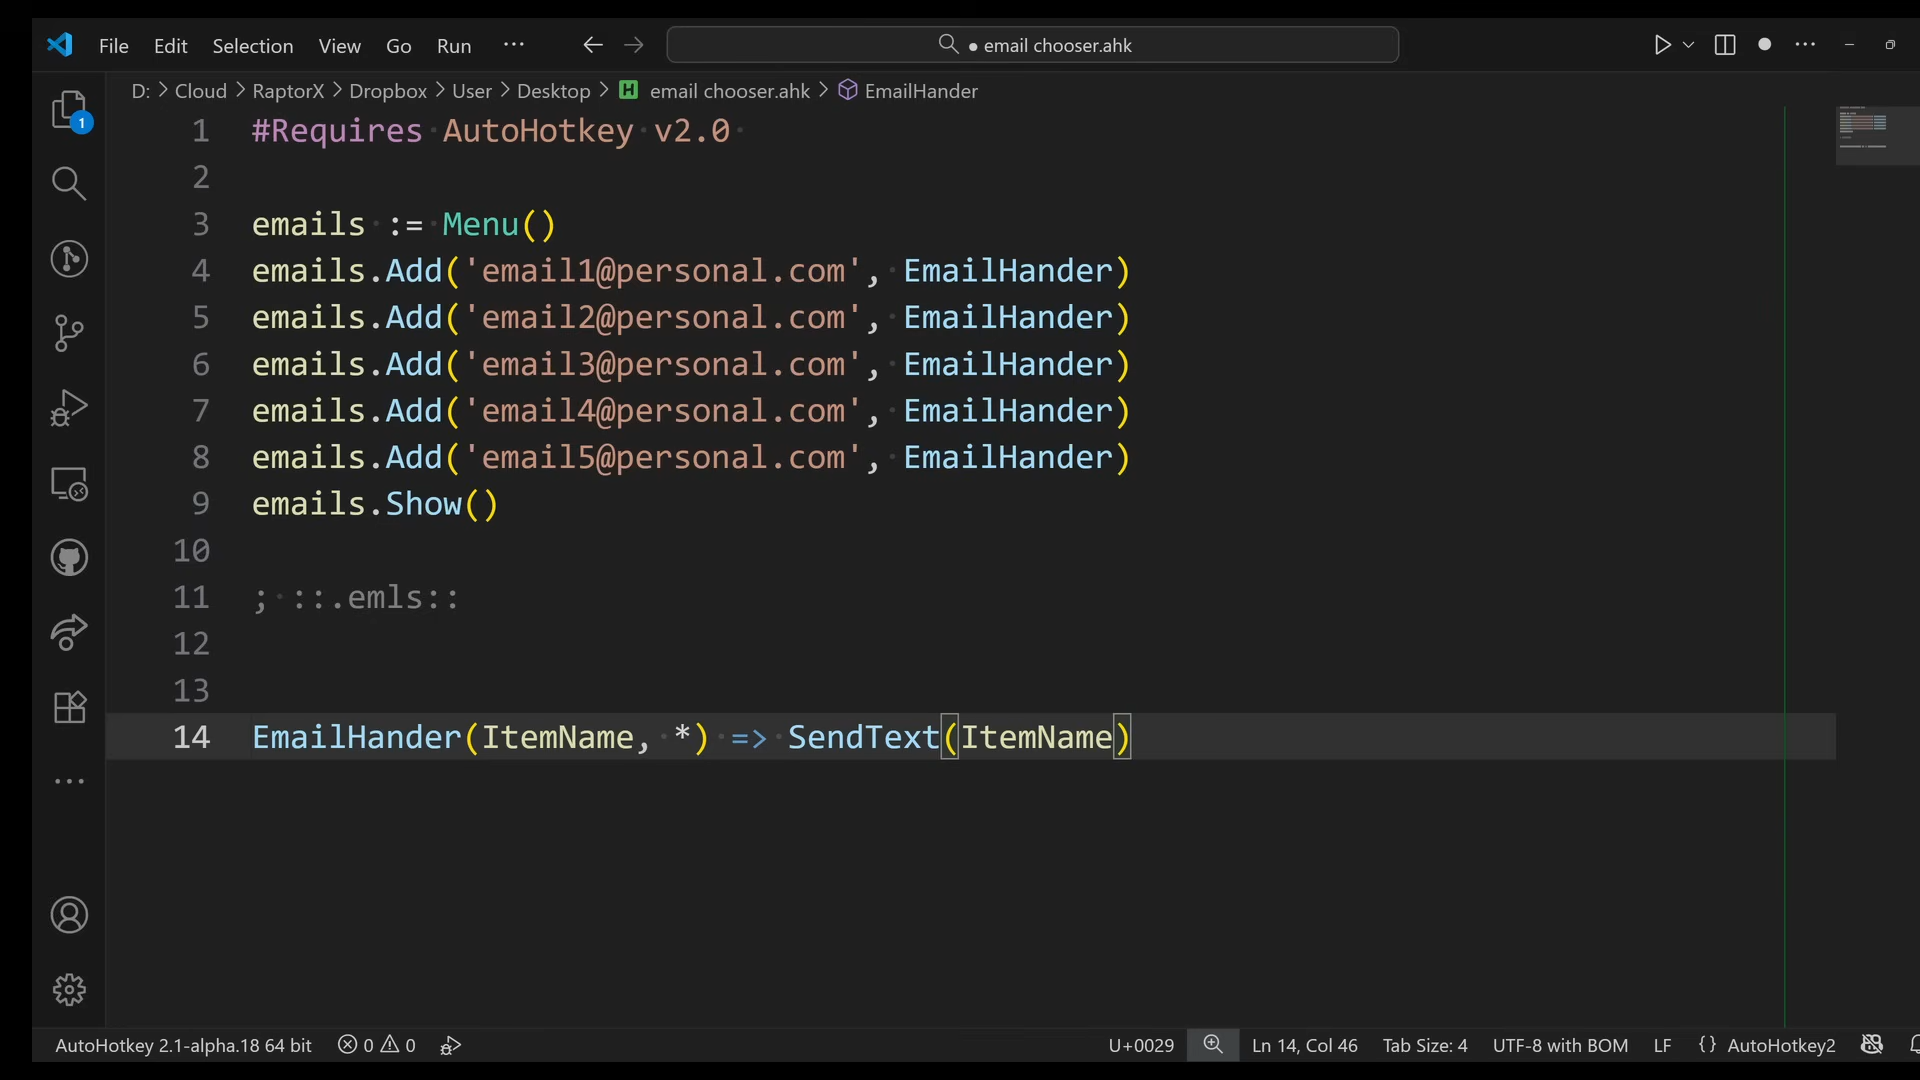 File Edit Selection View Go Run ··· ● email chooser.ahk
D: > Cloud > RaptorX > Dropbox > User > Desktop > email chooser.ahk > EmailHander
1 #Requires AutoHotkey v2.0
2
3 emails := Menu()
4 emails.Add('email1@personal.com', EmailHander)
5 emails.Add('email2@personal.com', EmailHander)
6 emails.Add('email3@personal.com', EmailHander)
7 emails.Add('email4@personal.com', EmailHander)
8 emails.Add('email5@personal.com', EmailHander)
9 emails.Show()
10
11 ; ::.emls::
12
13
14 EmailHander(ItemName, *) => SendText(ItemName)
1
AutoHotkey 2.1-alpha.18 64 bit 0 0 U+0029 Ln 14, Col 46 Tab Size: 4 UTF-8 with BOM LF {} AutoHotkey2